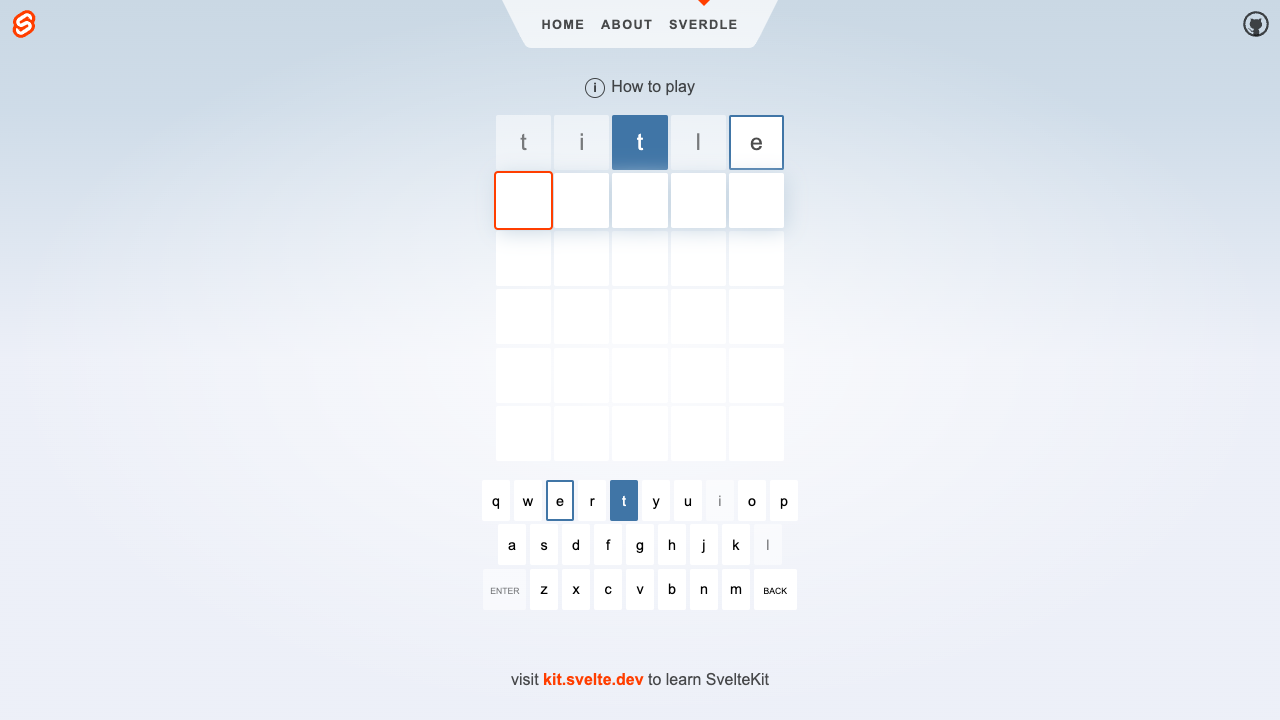 HOME ABOUT SVERDLE
i How to play
t i t l e
q w e r t y u i o p
a s d f g h j k l
ENTER z x c v b n m BACK
visit kit.svelte.dev to learn SvelteKit